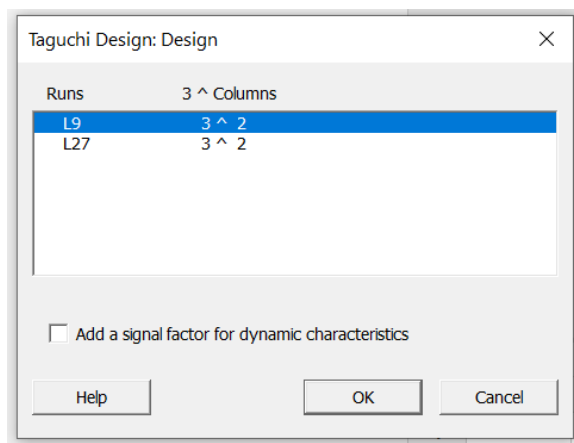 Taguchi Design: Design
Runs 3 ^ Columns
L9 3 ^ 2
L27 3 ^ 2
Add a signal factor for dynamic characteristics
Help OK Cancel